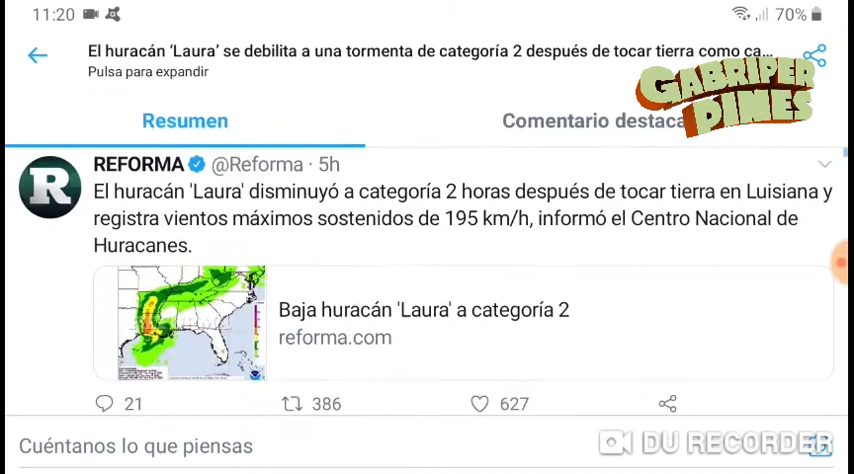 11:20
70%
El huracán ‘Laura’ se debilita a una tormenta de categoría 2 después de tocar tierra como ca...
Pulsa para expandir
GABRIPER
PINES
Resumen
Comentario destaca
REFORMA @Reforma · 5h
El huracán 'Laura' disminuyó a categoría 2 horas después de tocar tierra en Luisiana y
registra vientos máximos sostenidos de 195 km/h, informó el Centro Nacional de
Huracanes.
Baja huracán 'Laura' a categoría 2
reforma.com
21
386
627
Cuéntanos lo que piensas
DU RECORDER